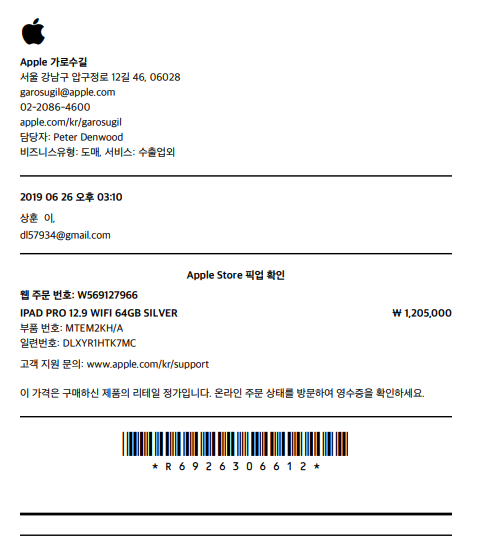 Apple 가로수길
서울 강남구 압구정로 12길 46, 06028
garosugil@apple.com
02-2086-4600
apple.com/kr/garosugil
담당자: Peter Denwood
비즈니스유형: 도매, 서비스: 수출업외
2019 06 26 오후 03:10
상훈 이,
dl57934@gmail.com
Apple Store 픽업 확인
웹 주문 번호: W569127966
IPAD PRO 12.9 WIFI 64GB SILVER ₩ 1,205,000
부품 번호: MTEM2KH/A
일련번호: DLXYR1HTK7MC
고객 지원 문의: www.apple.com/kr/support
이 가격은 구매하신 제품의 리테일 정가입니다. 온라인 주문 상태를 방문하여 영수증을 확인하세요.
* R 6 9 2 6 3 0 6 6 1 2 *